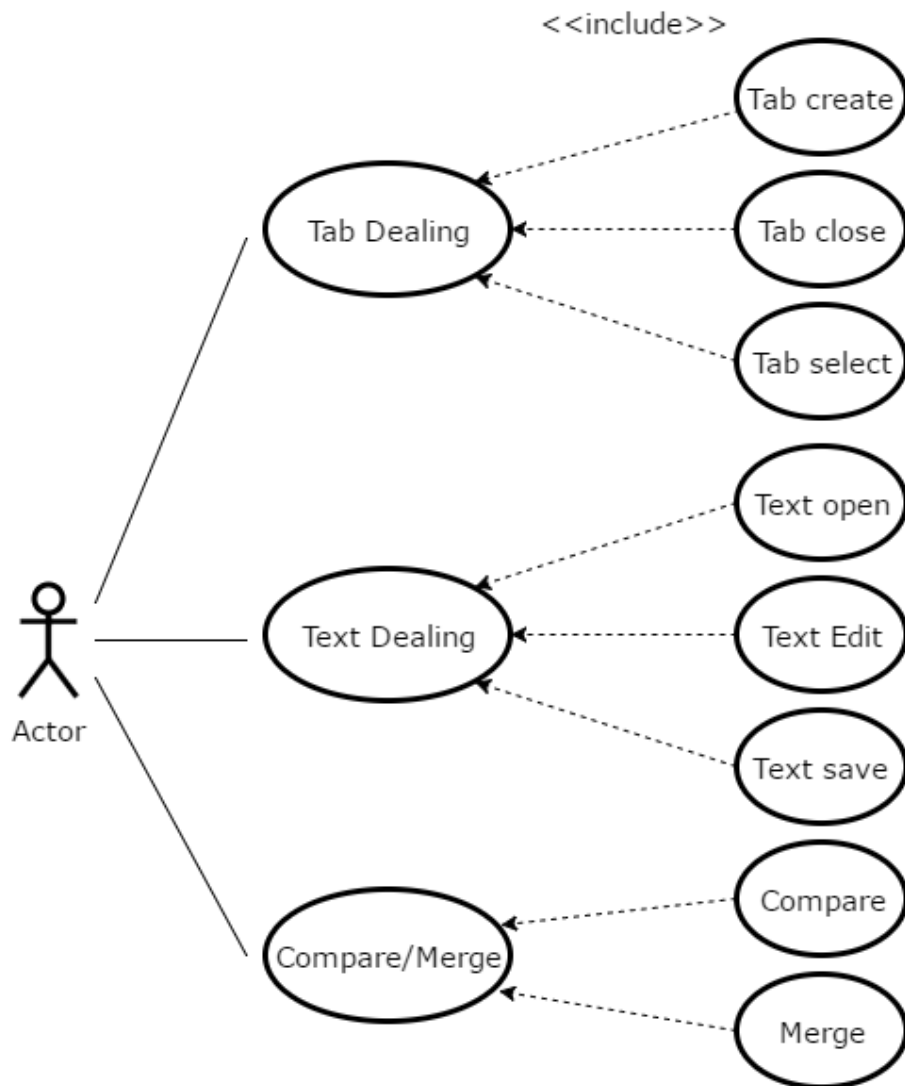 <<include>>
Tab create
Tab Dealing
Tab close
Tab select
Text open
Text Dealing
Text Edit
Actor
Text save
Compare
Compare/Merge
Merge